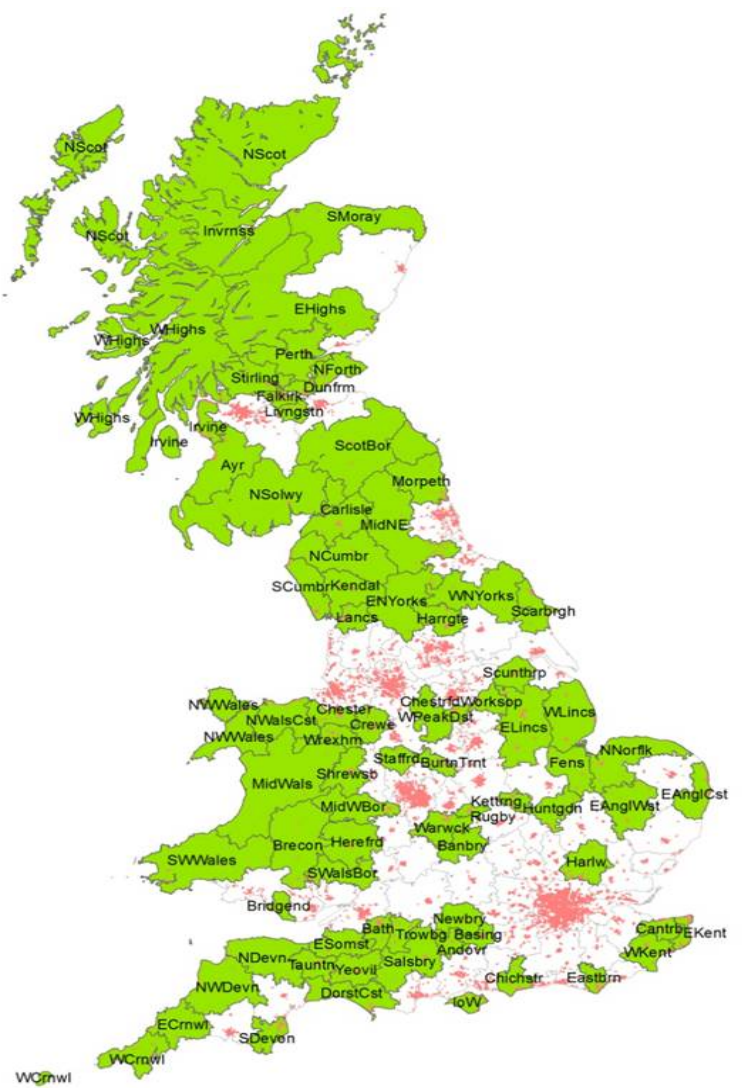 NScot
NScot
NScot
SMoray
Invrnss
EHighs
WHighs
WHighs
Perth
NForth
Stirling
Dunfrm
Falkirk
Livngstn
WHighs
Irvine
Irvine
ScotBor
Ayr
Morpeth
NSolwy
Carlisle
MidNE
NCumbr
SCumbr
Kendal
ENYorks
WNYorks
Scarbrgh
Lancs
Harrgte
Scunthrp
NWWales
Chestrfd
Worksop
Chester
WPeakDst
WLincs
NWalsCst
Crewe
ELincs
NWWales
Wrexhm
NNorflk
Staffrd
BurtnTrnt
Fens
Shrewsb
MidWals
EAnglCst
Kettrng
EAnglWst
MidWBor
Rugby
Huntgdn
Warwck
Brecon
Herefrd
Banbry
SWWales
Harlw
SWalsBor
Bridgend
Newbry
Bath
Cantrb
EKent
Trowbg
Basing
ESomst
Andovr
NDevn
WKent
Tauntn
Yeovil
Salsbry
Chichstr
Eastbrn
NWDevn
DorstCst
IoW
ECrnwl
SDevon
WCrnwl
WCrnwl